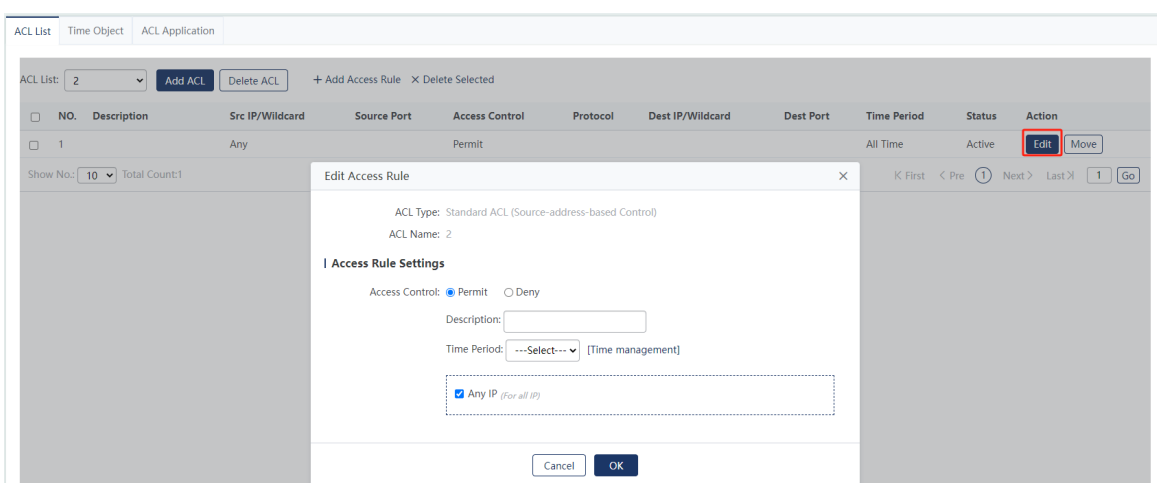 ACL List Time Object ACL Application
ACL List: 2 Add ACL Delete ACL + Add Access Rule × Delete Selected
NO. Description Src IP/Wildcard Source Port Access Control Protocol Dest IP/Wildcard Dest Port Time Period Status Action
1 Any Permit All Time Active Edit Move
Show No.: 10 Total Count:1 First Pre 1 Next Last 1 Go
Edit Access Rule
ACL Type: Standard ACL (Source-address-based Control)
ACL Name: 2
Access Rule Settings
Access Control: Permit Deny
Description:
Time Period: ---Select--- [Time management]
Any IP (For all IP)
Cancel OK